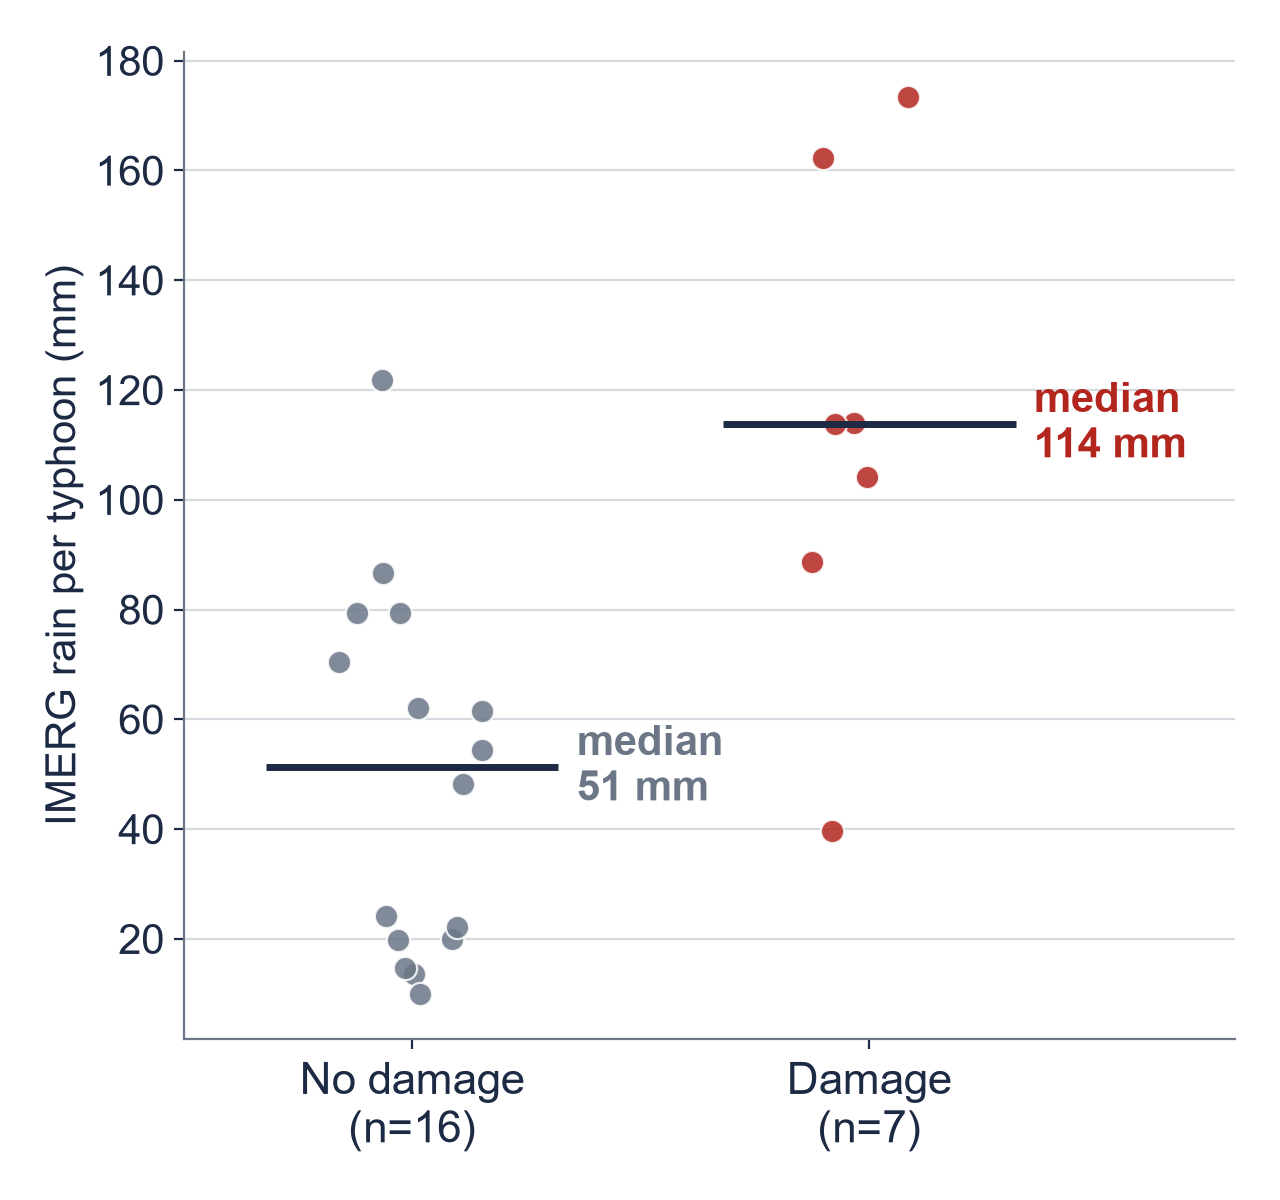 180
160
140
120
100
80
60
40
20
IMERG rain per typhoon (mm)
median
114 mm
median
51 mm
No damage
(n=16)
Damage
(n=7)